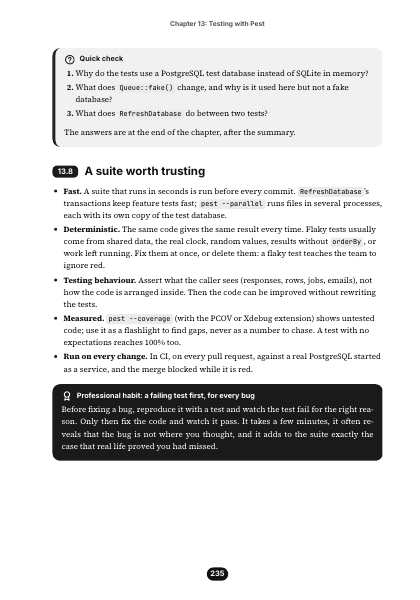 Chapter 13: Testing with Pest
Quick check
1. Why do the tests use a PostgreSQL test database instead of SQLite in memory?
2. What does Queue::fake() change, and why is it used here but not a fake
database?
3. What does RefreshDatabase do between two tests?
The answers are at the end of the chapter, after the summary.
13.8 A suite worth trusting
• Fast. A suite that runs in seconds is run before every commit. RefreshDatabase's
transactions keep feature tests fast; pest --parallel runs files in several processes,
each with its own copy of the test database.
• Deterministic. The same code gives the same result every time. Flaky tests usually
come from shared data, the real clock, random values, results without orderBy, or
work left running. Fix them at once, or delete them: a flaky test teaches the team to
ignore red.
• Testing behaviour. Assert what the caller sees (responses, rows, jobs, emails), not
how the code is arranged inside. Then the code can be improved without rewriting
the tests.
• Measured. pest --coverage (with the PCOV or Xdebug extension) shows untested
code; use it as a flashlight to find gaps, never as a number to chase. A test with no
expectations reaches 100% too.
• Run on every change. In CI, on every pull request, against a real PostgreSQL started
as a service, and the merge blocked while it is red.
Professional habit: a failing test first, for every bug
Before fixing a bug, reproduce it with a test and watch the test fail for the right rea-
son. Only then fix the code and watch it pass. It takes a few minutes, it often re-
veals that the bug is not where you thought, and it adds to the suite exactly the
case that real life proved you had missed.
235